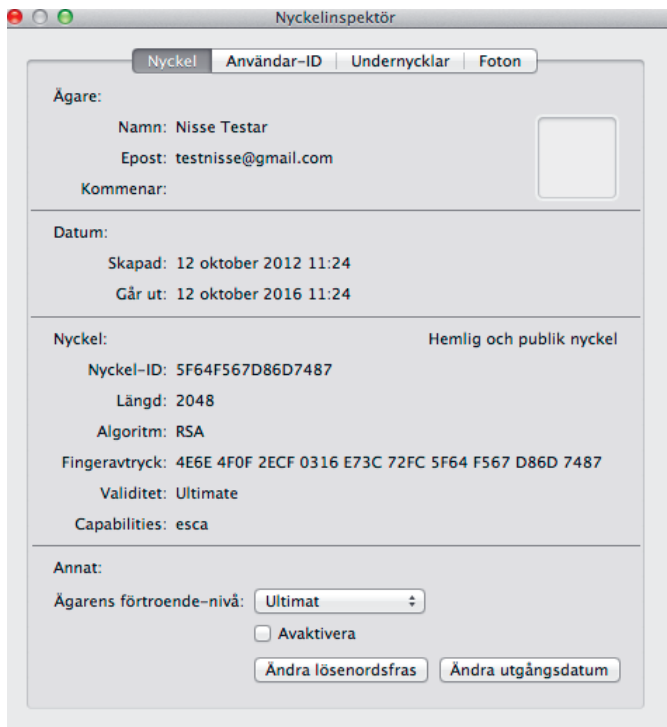 Nyckelinspektör
Nyckel Användar-ID Undernycklar Foton
Ägare:
Namn: Nisse Testar
Epost: testnisse@gmail.com
Kommenar:
Datum:
Skapad: 12 oktober 2012 11:24
Går ut: 12 oktober 2016 11:24
Nyckel: Hemlig och publik nyckel
Nyckel-ID: 5F64F567D86D7487
Längd: 2048
Algoritm: RSA
Fingeravtryck: 4E6E 4F0F 2ECF 0316 E73C 72FC 5F64 F567 D86D 7487
Validitet: Ultimate
Capabilities: esca
Annat:
Ägarens förtroende-nivå: Ultimat
Avaktivera
Ändra lösenordsfras Ändra utgångsdatum